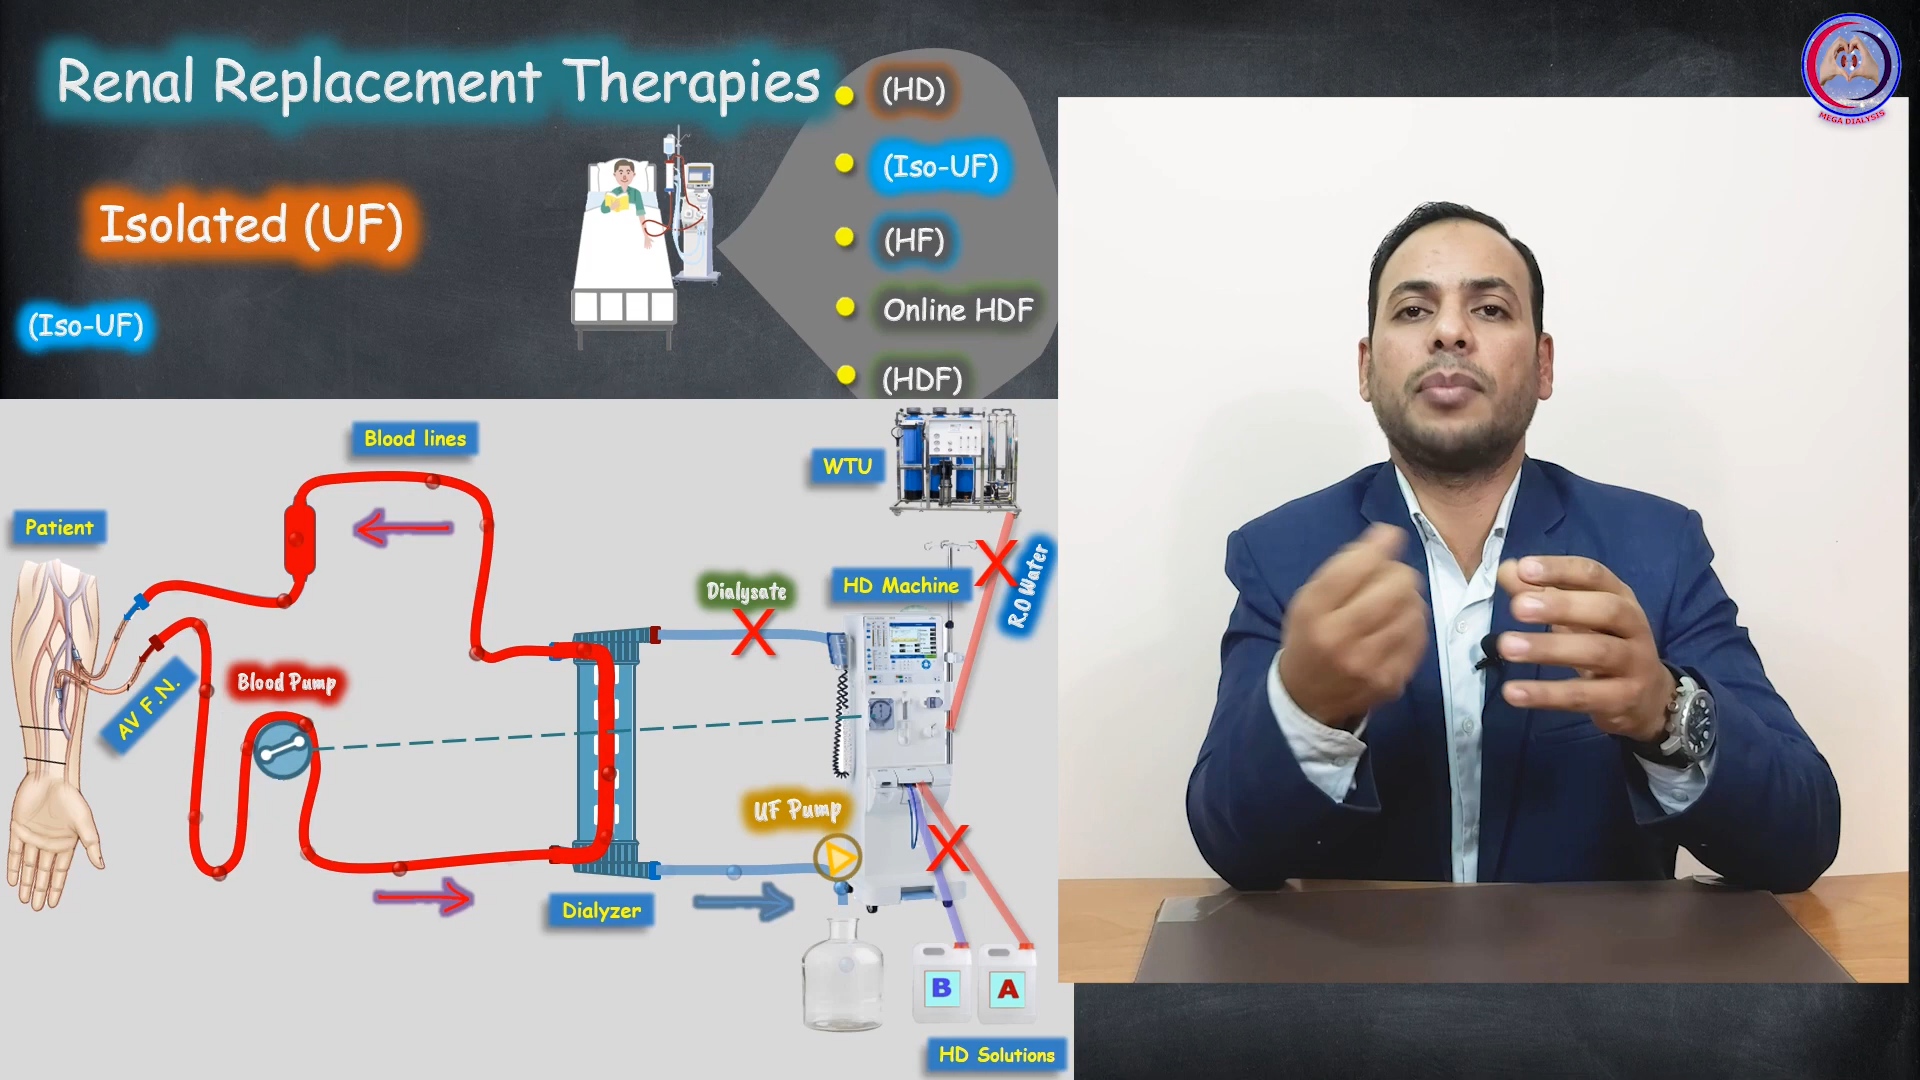 Renal Replacement Therapies
(HD)
(Iso-UF)
(HF)
Online HDF
(HDF)
Isolated (UF)
(Iso-UF)
MEGA DIALYSIS
Blood lines
WTU
Patient
R.O Water
Dialysate
X
X
HD Machine
AV F.N.
Blood Pump
UF Pump
X
Dialyzer
B
A
HD Solutions